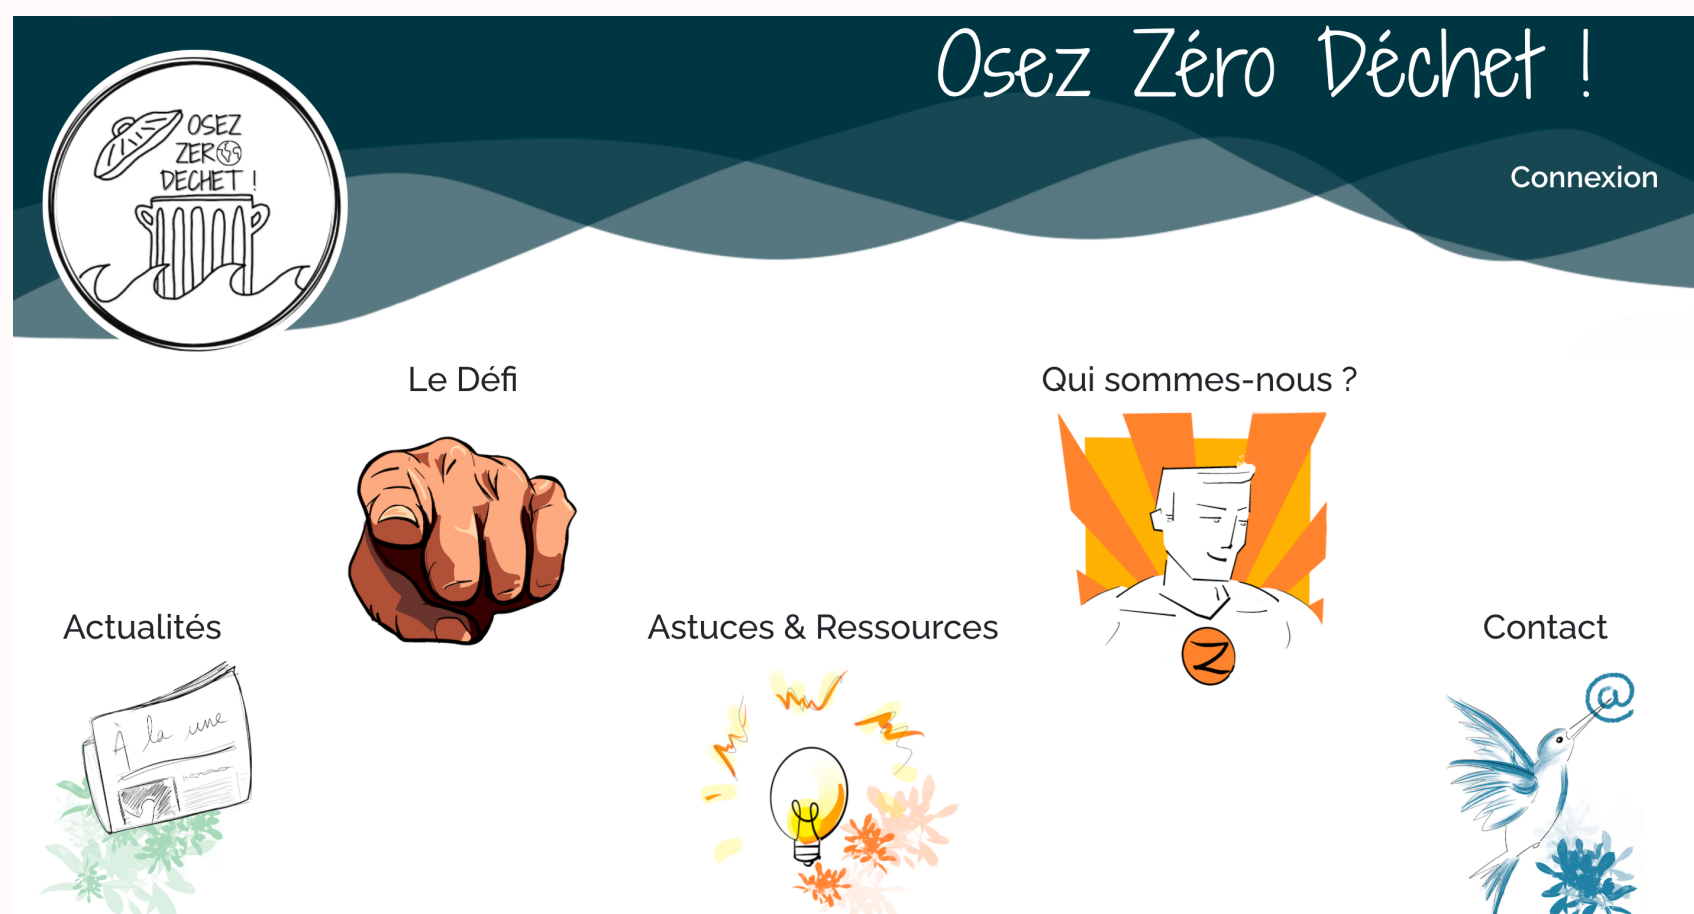 Osez Zéro Déchet !
OSEZ
ZERO
DECHET !
Connexion
Le Défi
Qui sommes-nous ?
Actualités
Astuces & Ressources
Contact
À la une
Z
@